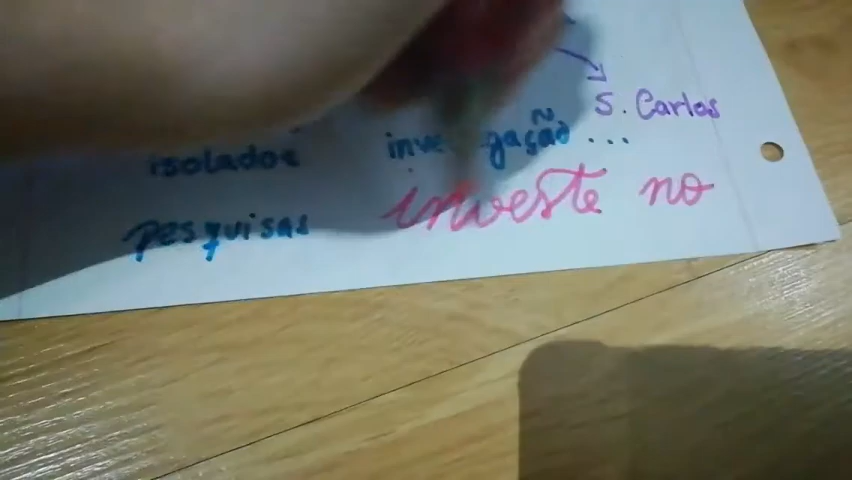 S. Carlos
isolados investigação...
pesquisas investe no